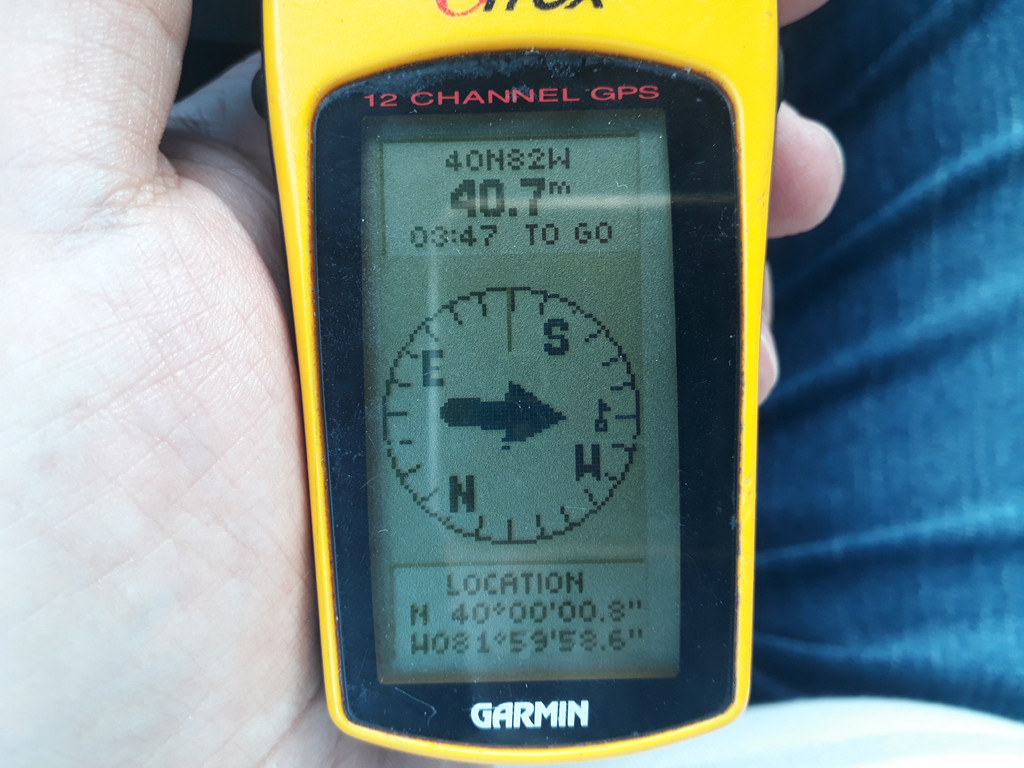 eTrex
12 CHANNEL GPS
40N82W
40.7m
03:47 TO GO
S
E
W
N
LOCATION
N 40°00'00.8"
W081°59'58.6"
GARMIN